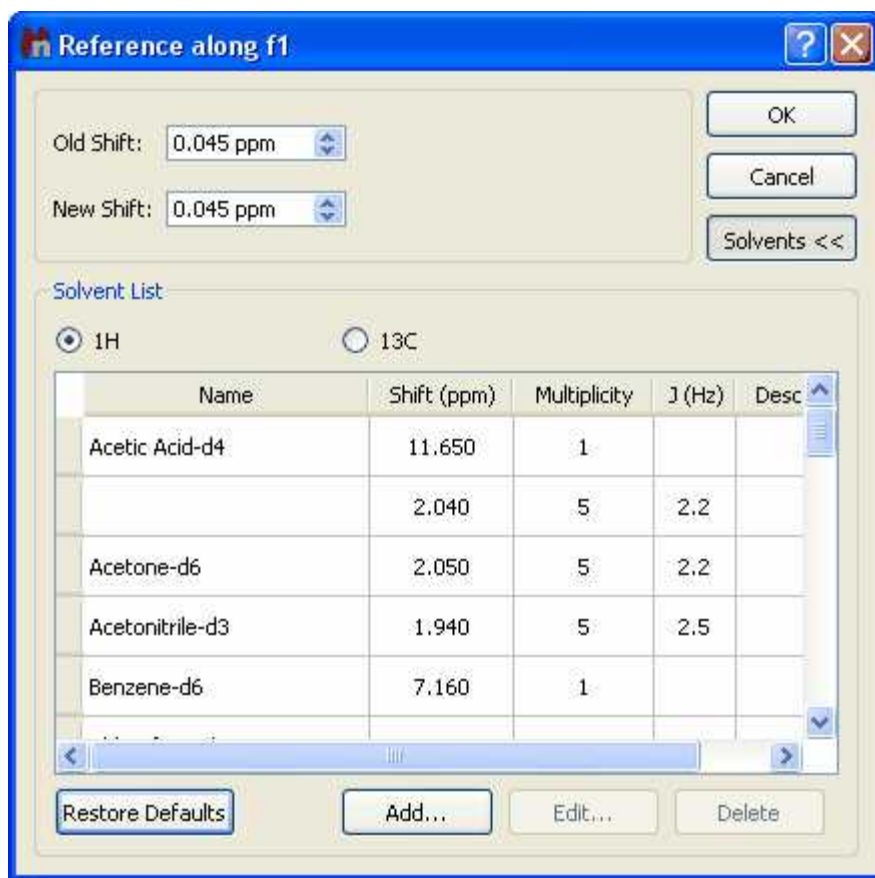 Reference along f1
Old Shift: 0.045 ppm
New Shift: 0.045 ppm
OK
Cancel
Solvents <<
Solvent List
1H 13C
Name Shift (ppm) Multiplicity J (Hz) Desc
Acetic Acid-d4 11.650 1
2.040 5 2.2
Acetone-d6 2.050 5 2.2
Acetonitrile-d3 1.940 5 2.5
Benzene-d6 7.160 1
Restore Defaults Add... Edit... Delete